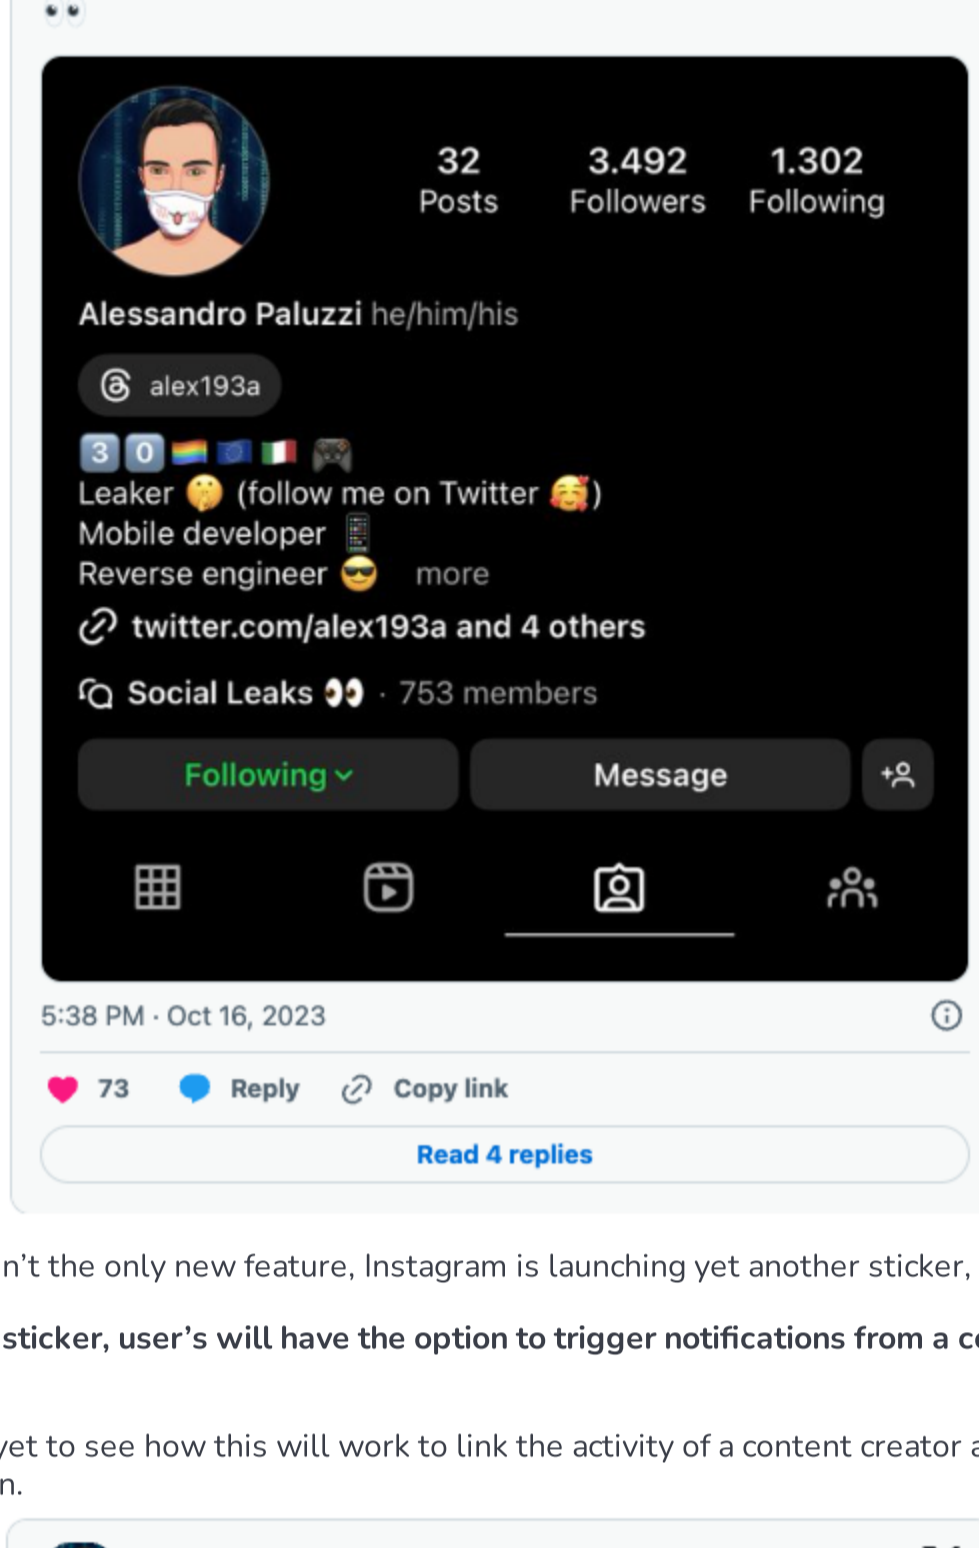 👀
32 3.492 1.302
Posts Followers Following
Alessandro Paluzzi he/him/his
alex193a
3️⃣0️⃣🏳️‍🌈🇪🇺🇮🇹 🎮
Leaker 🤫 (follow me on Twitter 🥰)
Mobile developer 📱
Reverse engineer 😎 more
twitter.com/alex193a and 4 others
Social Leaks 👀 · 753 members
Following Message
5:38 PM · Oct 16, 2023
73 Reply Copy link
Read 4 replies
n’t the only new feature, Instagram is launching yet another sticker,
sticker, user’s will have the option to trigger notifications from a c
yet to see how this will work to link the activity of a content creator a
n.